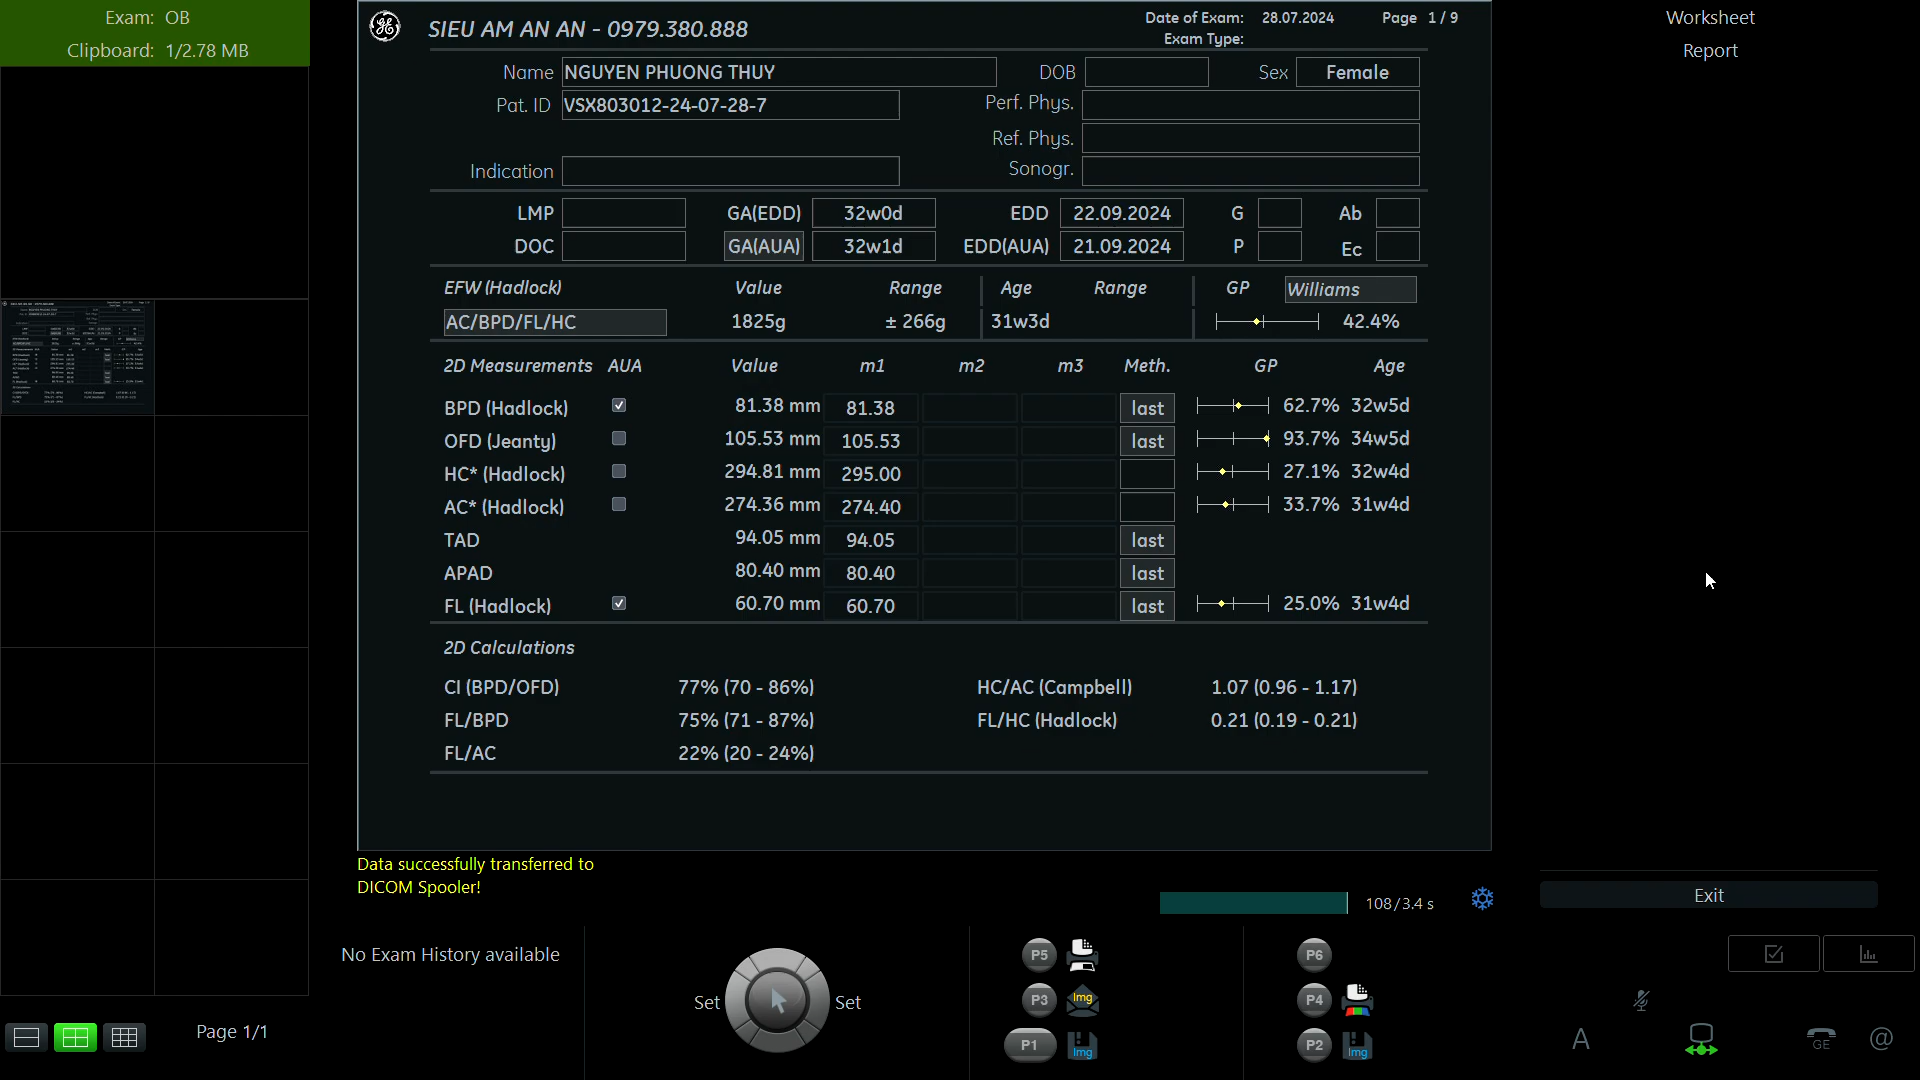 Exam: OB
Clipboard: 1/2.78 MB
SIEU AM AN AN - 0979.380.888
Date of Exam: 28.07.2024 Page 1 / 9
Exam Type:
Name NGUYEN PHUONG THUY DOB Sex Female
Pat. ID VSX803012-24-07-28-7 Perf. Phys.
Ref. Phys.
Indication Sonogr.
LMP GA(EDD) 32w0d EDD 22.09.2024 G Ab
DOC GA(AUA) 32w1d EDD(AUA) 21.09.2024 P Ec
EFW (Hadlock) Value Range Age Range GP Williams
AC/BPD/FL/HC 1825g ± 266g 31w3d 42.4%
2D Measurements AUA Value m1 m2 m3 Meth. GP Age
BPD (Hadlock) 81.38 mm 81.38 last 62.7% 32w5d
OFD (Jeanty) 105.53 mm 105.53 last 93.7% 34w5d
HC* (Hadlock) 294.81 mm 295.00 27.1% 32w4d
AC* (Hadlock) 274.36 mm 274.40 33.7% 31w4d
TAD 94.05 mm 94.05 last
APAD 80.40 mm 80.40 last
FL (Hadlock) 60.70 mm 60.70 last 25.0% 31w4d
2D Calculations
CI (BPD/OFD) 77% (70 - 86%) HC/AC (Campbell) 1.07 (0.96 - 1.17)
FL/BPD 75% (71 - 87%) FL/HC (Hadlock) 0.21 (0.19 - 0.21)
FL/AC 22% (20 - 24%)
Data successfully transferred to
DICOM Spooler!
108/3.4 s
Worksheet
Report
Exit
No Exam History available
Set Set
P5
P3 Img
P1 Img
P6
P4
P2 Img
A GE @
Page 1/1